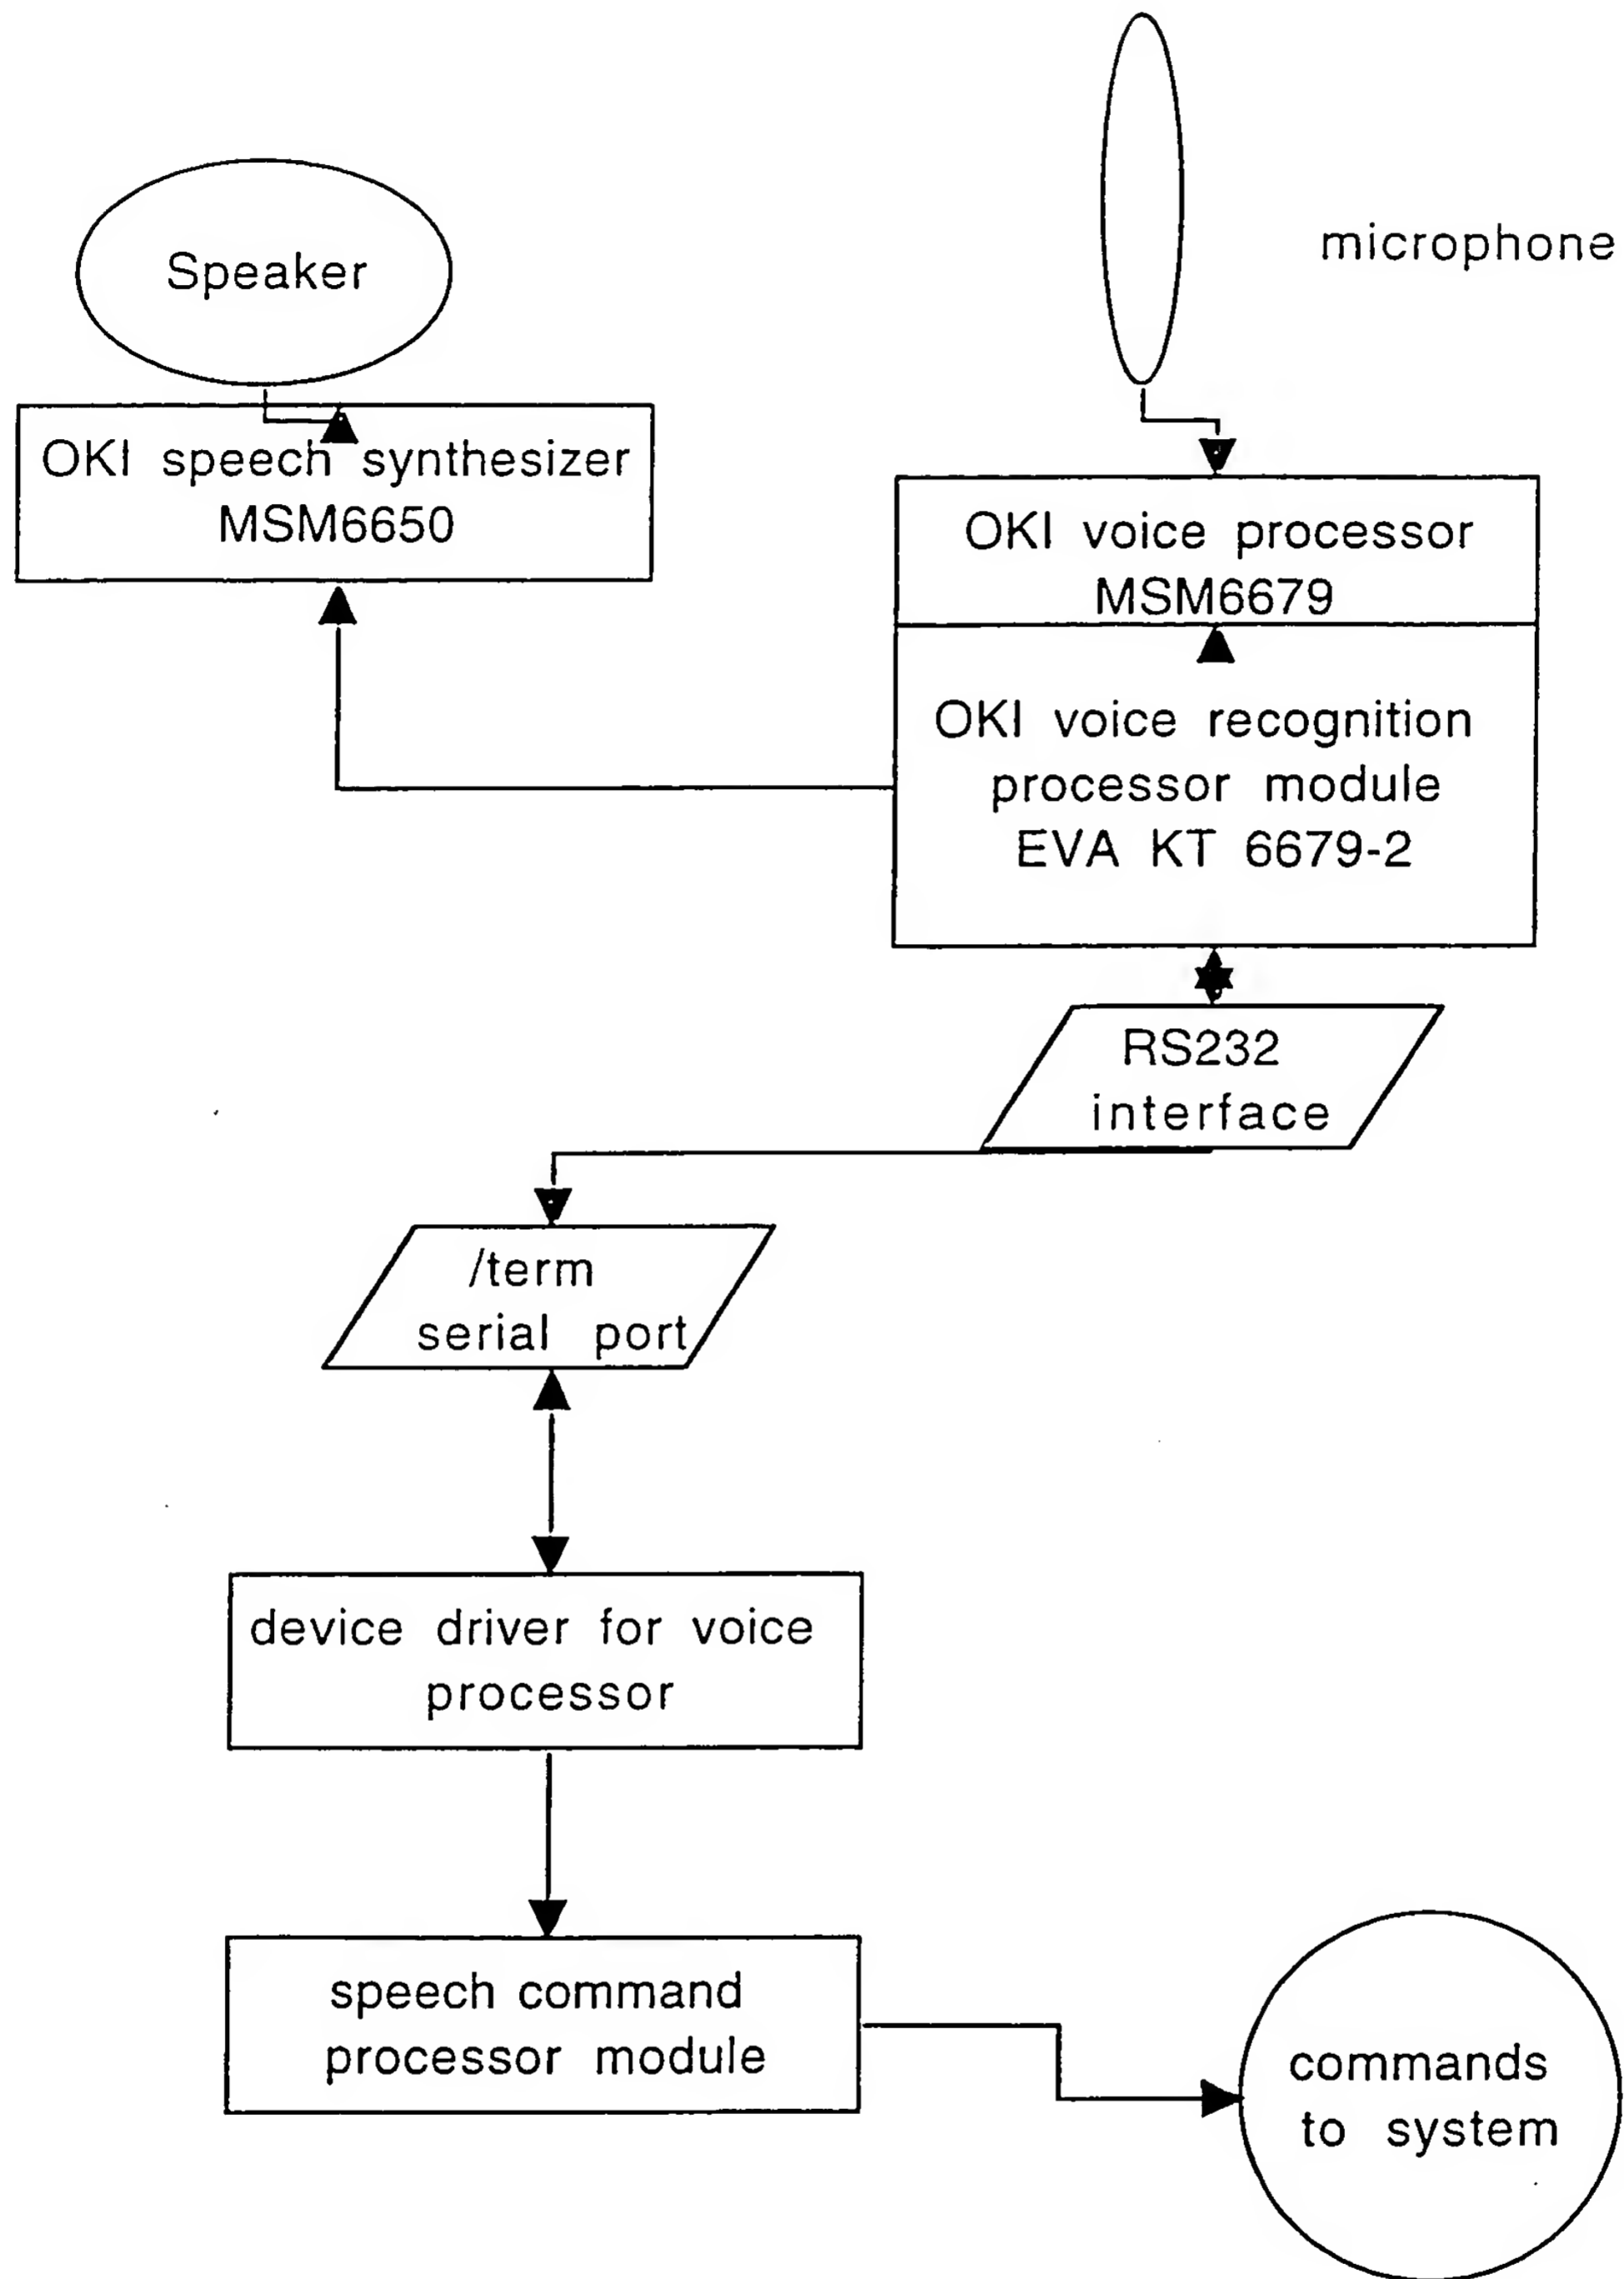 microphone
Speaker
OKI speech synthesizer
MSM6650
OKI voice processor
MSM6679
OKI voice recognition
processor module
EVA KT 6679-2
RS232
interface
/term
serial port
device driver for voice
processor
speech command
processor module
commands
to system